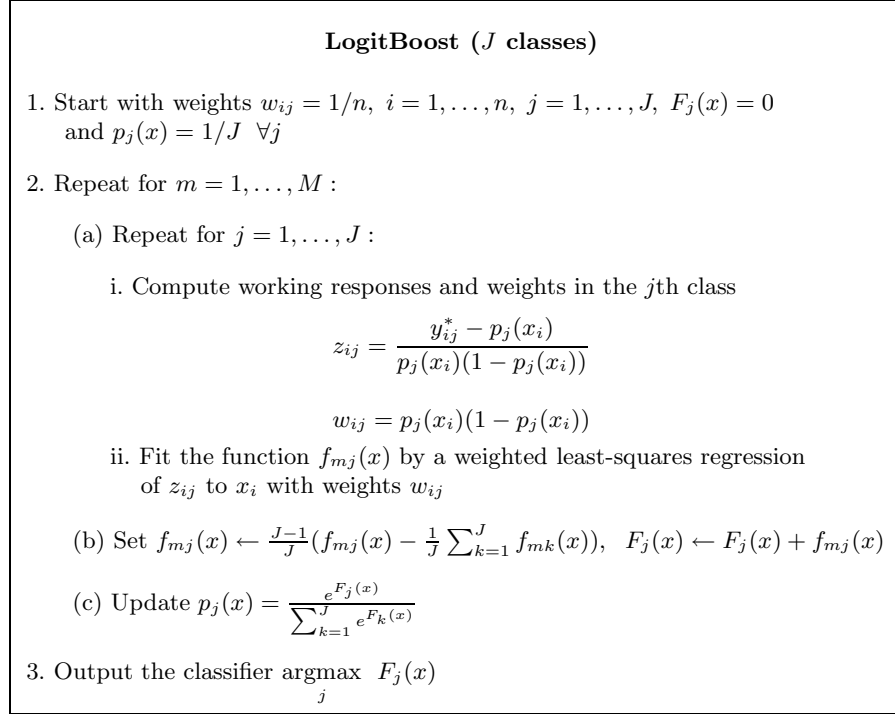 LogitBoost (J classes)
1. Start with weights w_{ij} = 1/n, i = 1, . . . , n, j = 1, . . . , J, F_j(x) = 0
and p_j(x) = 1/J ∀j
2. Repeat for m = 1, . . . , M :
(a) Repeat for j = 1, . . . , J :
i. Compute working responses and weights in the jth class
z_{ij} = \frac{y^*_{ij} − p_j(x_i)}{p_j(x_i)(1 − p_j(x_i))}
w_{ij} = p_j(x_i)(1 − p_j(x_i))
ii. Fit the function f_{mj}(x) by a weighted least-squares regression
of z_{ij} to x_i with weights w_{ij}
(b) Set f_{mj}(x) ← \frac{J−1}{J}(f_{mj}(x) − \frac{1}{J} \sum_{k=1}^{J} f_{mk}(x)), F_j(x) ← F_j(x) + f_{mj}(x)
(c) Update p_j(x) = \frac{e^{F_j(x)}}{\sum_{k=1}^{J} e^{F_k(x)}}
3. Output the classifier argmax_j F_j(x)